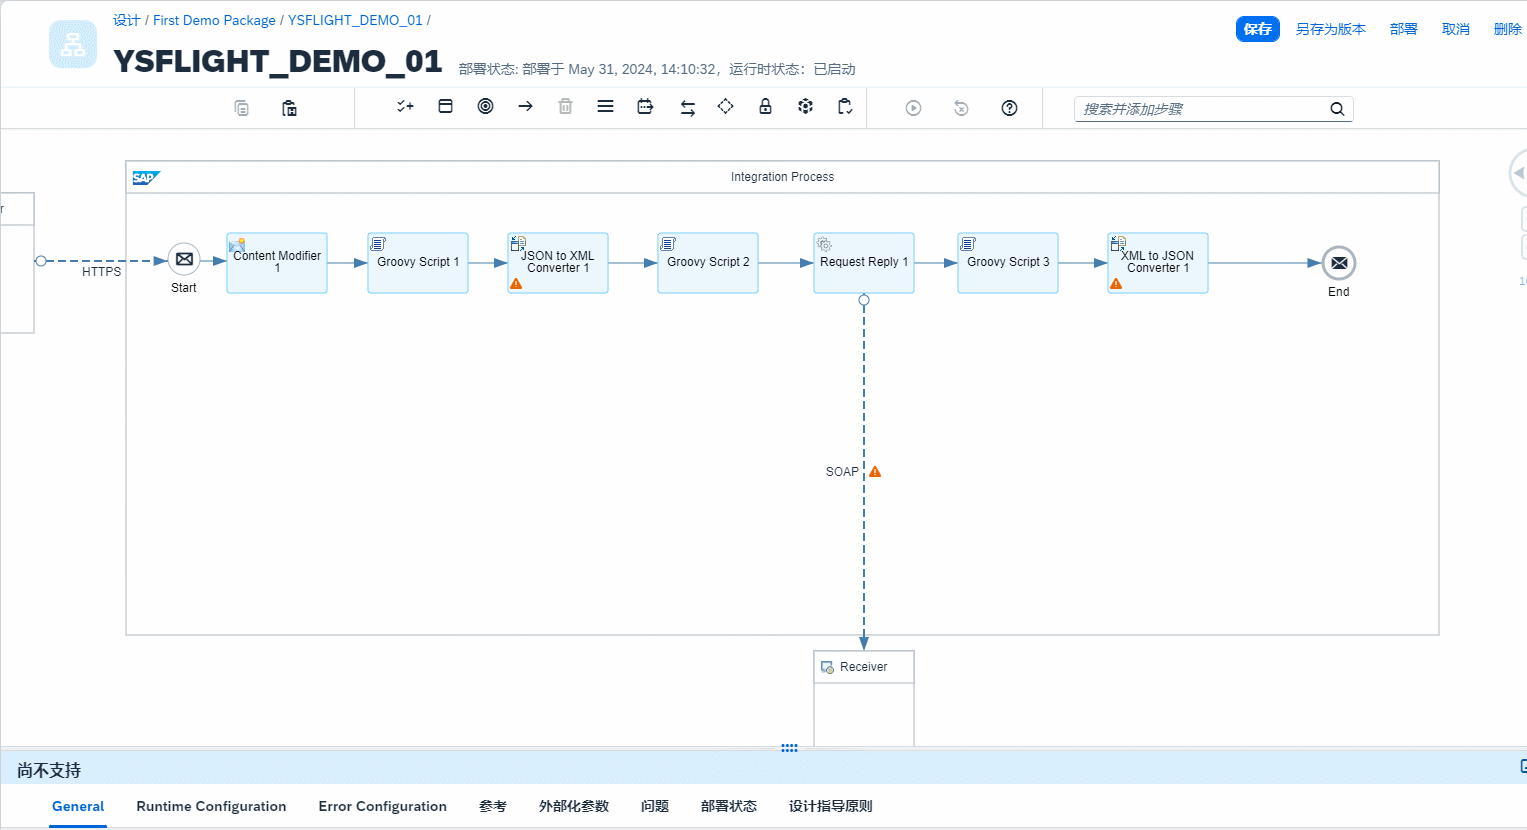 设计 / First Demo Package / YSFLIGHT_DEMO_01 /
YSFLIGHT_DEMO_01
部署状态: 部署于 May 31, 2024, 14:10:32，运行时状态：已启动
保存 另存为版本 部署 取消 删除
搜索并添加步骤
SAP
Integration Process
r
HTTPS
Start
Content Modifier
1
Groovy Script 1
JSON to XML
Converter 1
Groovy Script 2
Request Reply 1
Groovy Script 3
XML to JSON
Converter 1
End
SOAP
Receiver
尚不支持
General Runtime Configuration Error Configuration 参考 外部化参数 问题 部署状态 设计指导原则